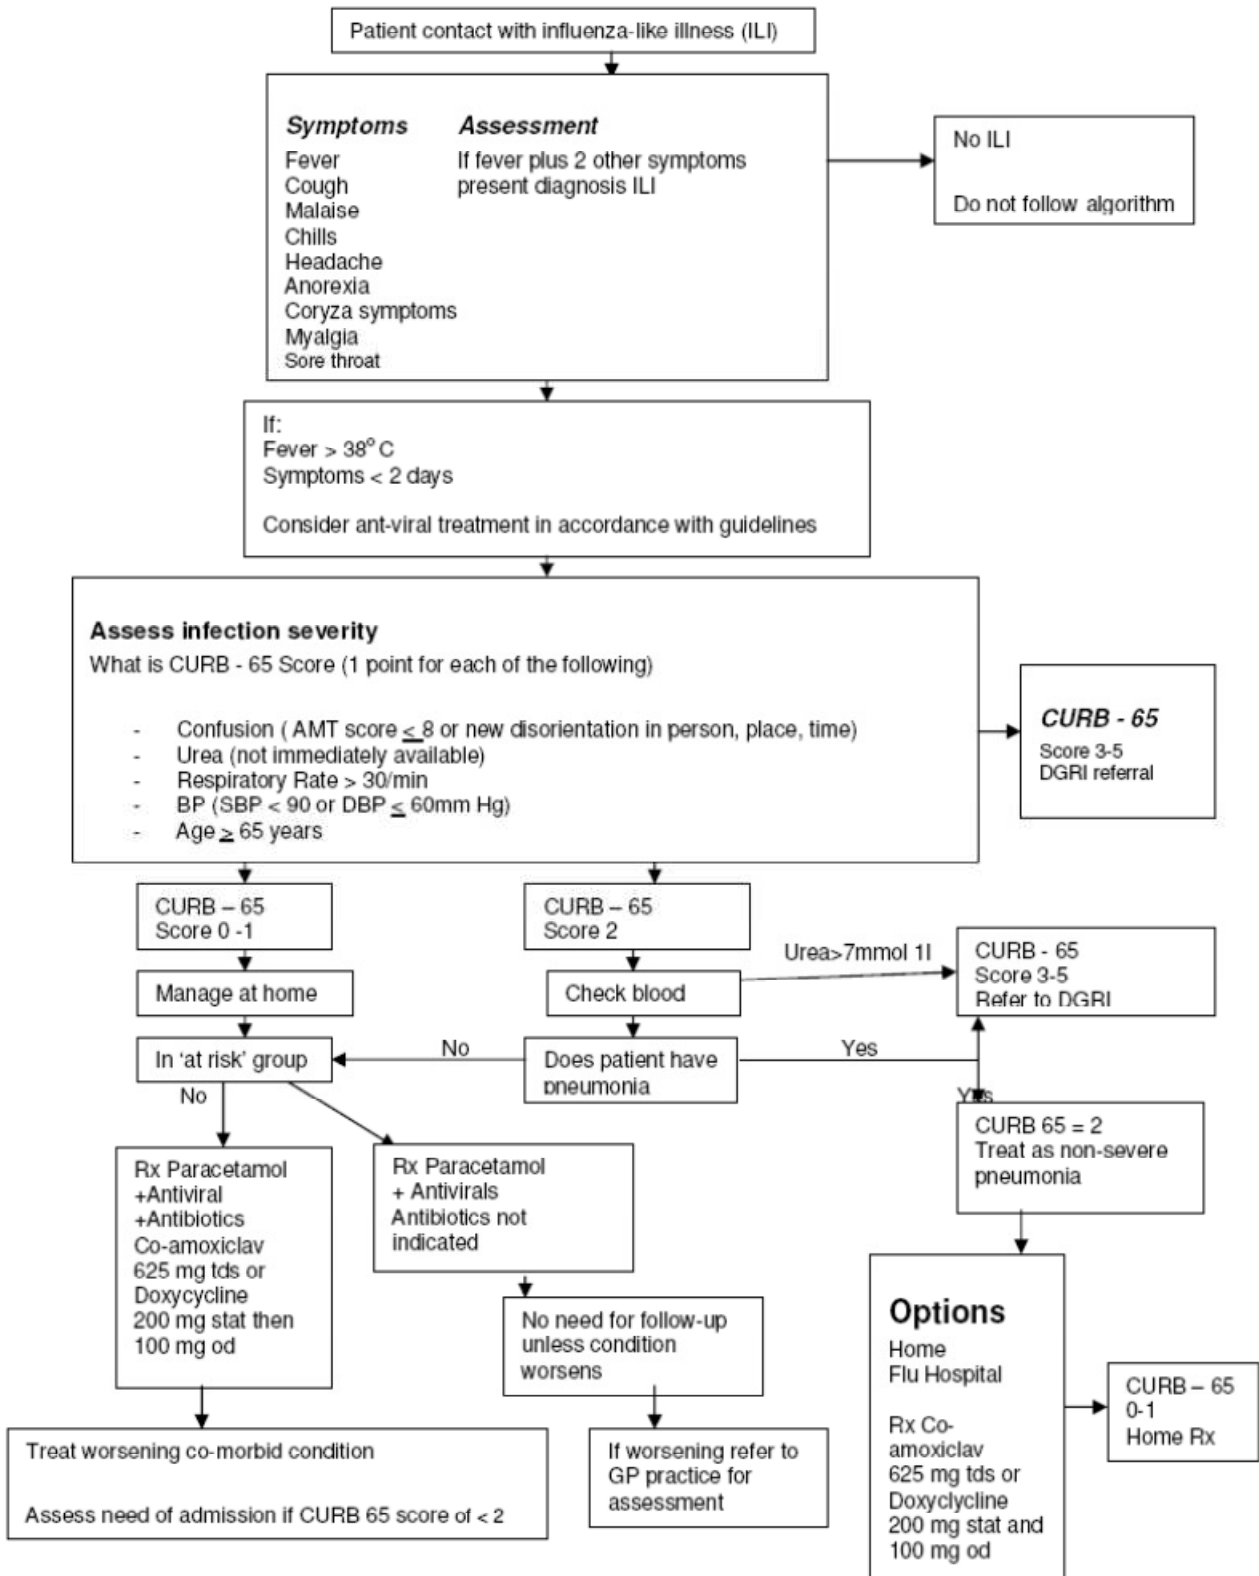 Patient contact with influenza-like illness (ILI)
Symptoms Assessment
Fever If fever plus 2 other symptoms
Cough present diagnosis ILI
Malaise
Chills
Headache
Anorexia
Coryza symptoms
Myalgia
Sore throat
No ILI
Do not follow algorithm
If:
Fever > 38° C
Symptoms < 2 days
Consider ant-viral treatment in accordance with guidelines
Assess infection severity
What is CURB - 65 Score (1 point for each of the following)
- Confusion ( AMT score ≤ 8 or new disorientation in person, place, time)
- Urea (not immediately available)
- Respiratory Rate > 30/min
- BP (SBP < 90 or DBP ≤ 60mm Hg)
- Age ≥ 65 years
CURB - 65
Score 3-5
DGRI referral
CURB – 65
Score 0 -1
CURB – 65
Score 2
Manage at home
Check blood
Urea>7mmol 1l
CURB - 65
Score 3-5
Refer to DGRI
In 'at risk' group
No
Does patient have
pneumonia
Yes
No
Yes
CURB 65 = 2
Treat as non-severe
pneumonia
Rx Paracetamol
+Antiviral
+Antibiotics
Co-amoxiclav
625 mg tds or
Doxycycline
200 mg stat then
100 mg od
Rx Paracetamol
+ Antivirals
Antibiotics not
indicated
No need for follow-up
unless condition
worsens
Options
Home
Flu Hospital
Rx Co-
amoxiclav
625 mg tds or
Doxyclycline
200 mg stat and
100 mg od
CURB – 65
0-1
Home Rx
Treat worsening co-morbid condition
Assess need of admission if CURB 65 score of < 2
If worsening refer to
GP practice for
assessment